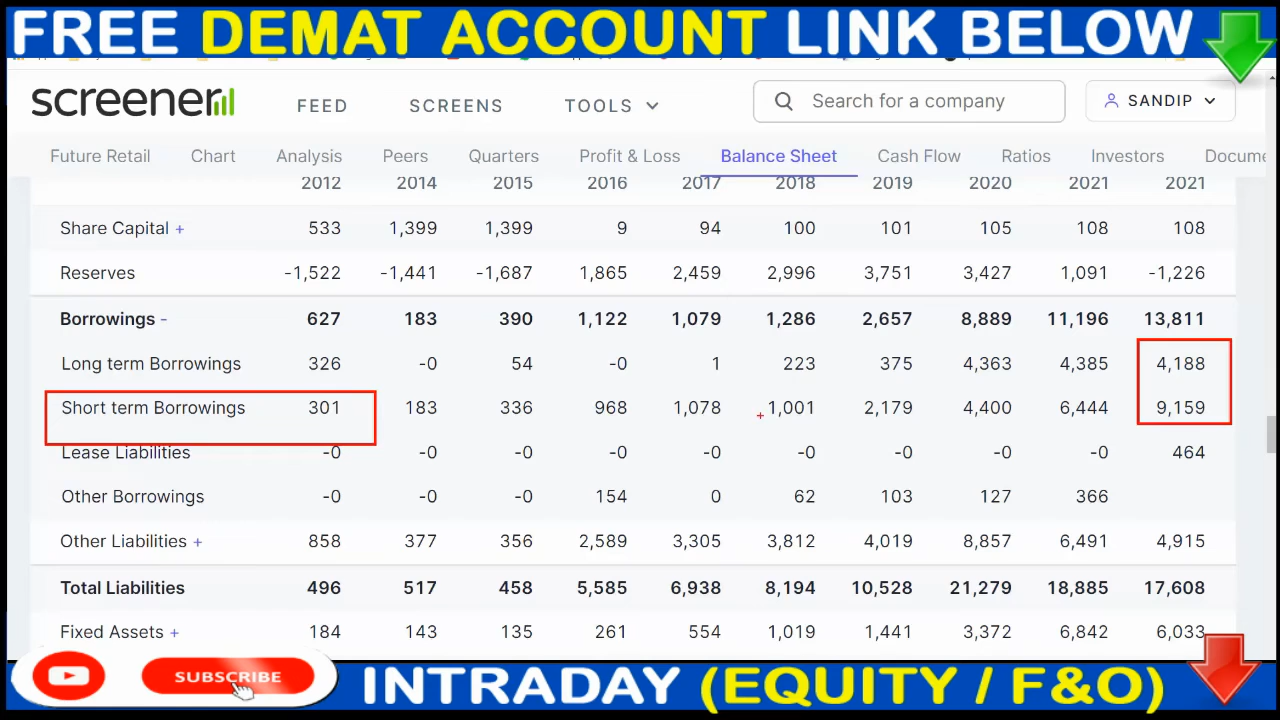 FREE DEMAT ACCOUNT LINK BELOW
screener FEED SCREENS TOOLS Search for a company SANDIP
Future Retail Chart Analysis Peers Quarters Profit & Loss Balance Sheet Cash Flow Ratios Investors Docume
2012 2014 2015 2016 2017 2018 2019 2020 2021 2021
Share Capital + 533 1,399 1,399 9 94 100 101 105 108 108
Reserves -1,522 -1,441 -1,687 1,865 2,459 2,996 3,751 3,427 1,091 -1,226
Borrowings - 627 183 390 1,122 1,079 1,286 2,657 8,889 11,196 13,811
Long term Borrowings 326 -0 54 -0 1 223 375 4,363 4,385 4,188
Short term Borrowings 301 183 336 968 1,078 1,001 2,179 4,400 6,444 9,159
Lease Liabilities -0 -0 -0 -0 -0 -0 -0 -0 -0 464
Other Borrowings -0 -0 -0 154 0 62 103 127 366
Other Liabilities + 858 377 356 2,589 3,305 3,812 4,019 8,857 6,491 4,915
Total Liabilities 496 517 458 5,585 6,938 8,194 10,528 21,279 18,885 17,608
Fixed Assets + 184 143 135 261 554 1,019 1,441 3,372 6,842 6,033
SUBSCRIBE
INTRADAY (EQUITY / F&O)